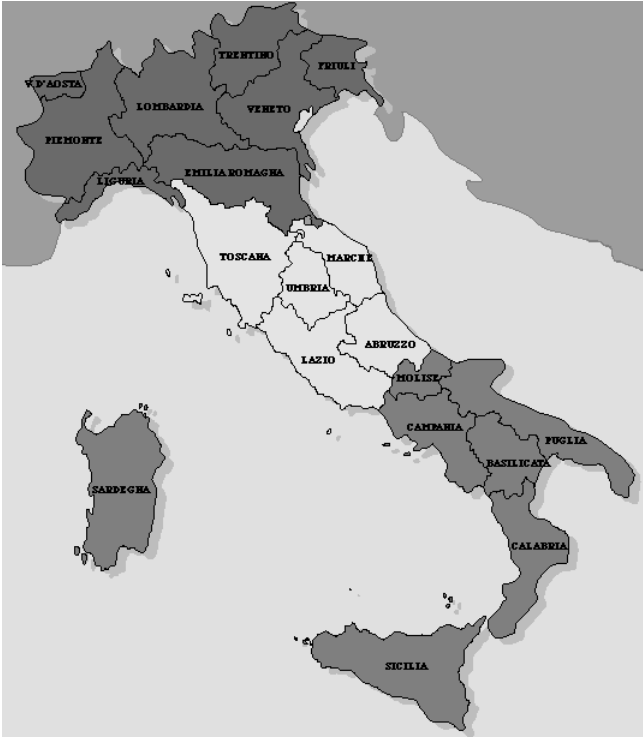 TRENTINO
FRIULI
V.D'AOSTA
LOMBARDIA
VENETO
PIEMONTE
EMILIA ROMAGNA
LIGURIA
TOSCANA
MARCHE
UMBRIA
ABRUZZO
LAZIO
MOLISE
CAMPANIA
PUGLIA
BASILICATA
SARDEGNA
CALABRIA
SICILIA